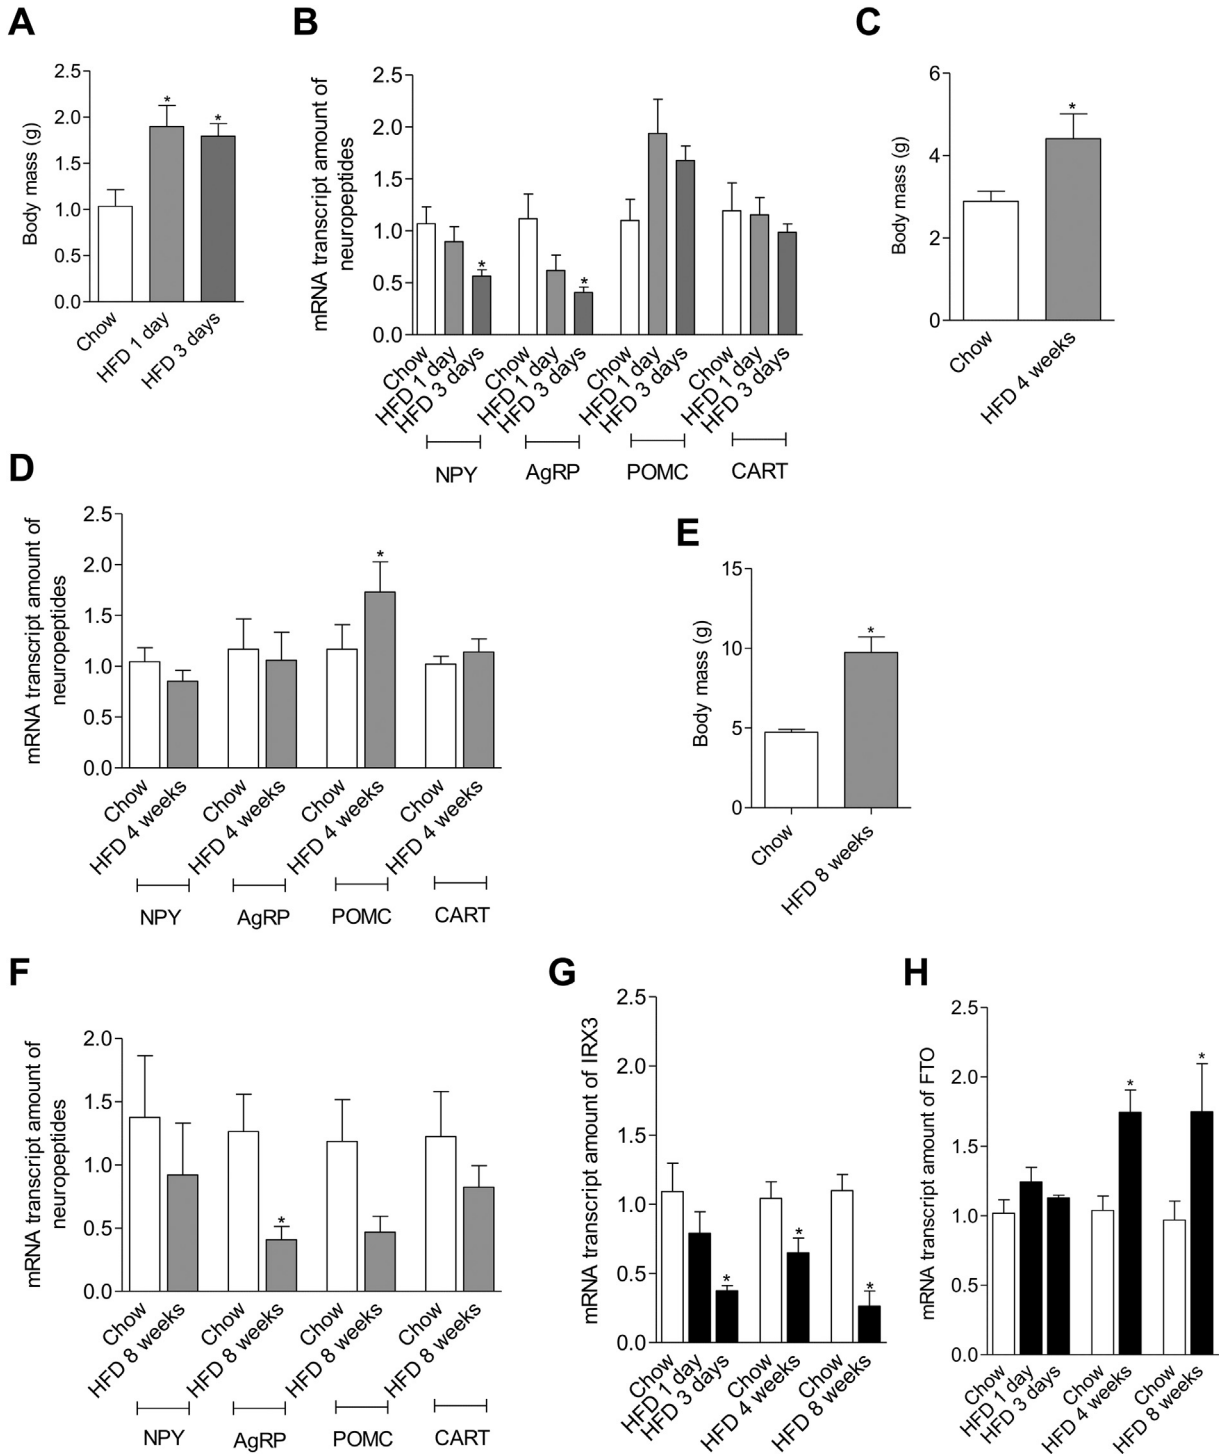 A
Body mass (g)
2.5
2.0
1.5
1.0
0.5
0.0
*
*
Chow
HFD 1 day
HFD 3 days
B
mRNA transcript amount of
neuropeptides
2.5
2.0
1.5
1.0
0.5
0.0
*
*
Chow
HFD 1 day
HFD 3 days
Chow
HFD 1 day
HFD 3 days
Chow
HFD 1 day
HFD 3 days
Chow
HFD 1 day
HFD 3 days
NPY
AgRP
POMC
CART
C
Body mass (g)
6
4
2
0
*
Chow
HFD 4 weeks
D
mRNA transcript amount of
neuropeptides
2.5
2.0
1.5
1.0
0.5
0.0
*
Chow
HFD 4 weeks
Chow
HFD 4 weeks
Chow
HFD 4 weeks
Chow
HFD 4 weeks
NPY
AgRP
POMC
CART
E
Body mass (g)
15
10
5
0
*
Chow
HFD 8 weeks
F
mRNA transcript amount of
neuropeptides
2.0
1.5
1.0
0.5
0.0
*
Chow
HFD 8 weeks
Chow
HFD 8 weeks
Chow
HFD 8 weeks
Chow
HFD 8 weeks
NPY
AgRP
POMC
CART
G
mRNA transcript amount of IRX3
2.5
2.0
1.5
1.0
0.5
0.0
*
*
*
Chow
HFD 1 day
HFD 3 days
Chow
HFD 4 weeks
Chow
HFD 8 weeks
H
mRNA transcript amount of FTO
2.5
2.0
1.5
1.0
0.5
0.0
*
*
Chow
HFD 1 day
HFD 3 days
Chow
HFD 4 weeks
Chow
HFD 8 weeks